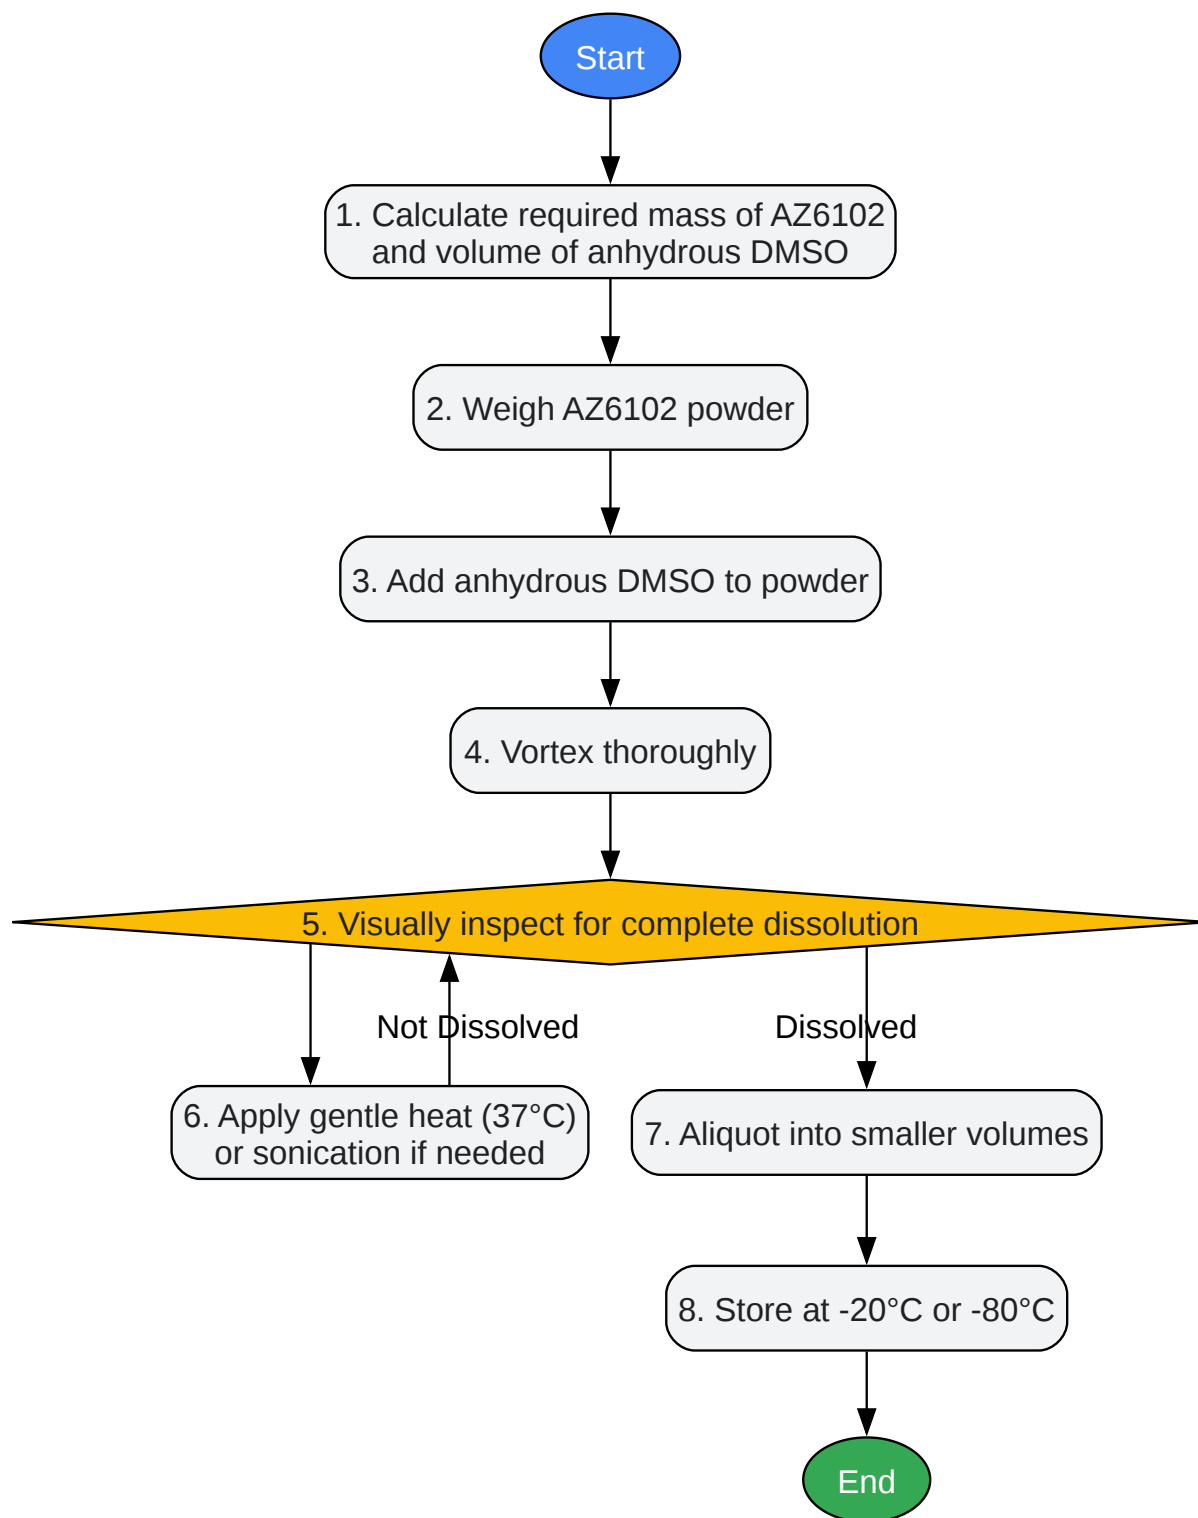 Start
1. Calculate required mass of AZ6102
and volume of anhydrous DMSO
2. Weigh AZ6102 powder
3. Add anhydrous DMSO to powder
4. Vortex thoroughly
5. Visually inspect for complete dissolution
Not Dissolved
Dissolved
6. Apply gentle heat (37°C)
or sonication if needed
7. Aliquot into smaller volumes
8. Store at -20°C or -80°C
End